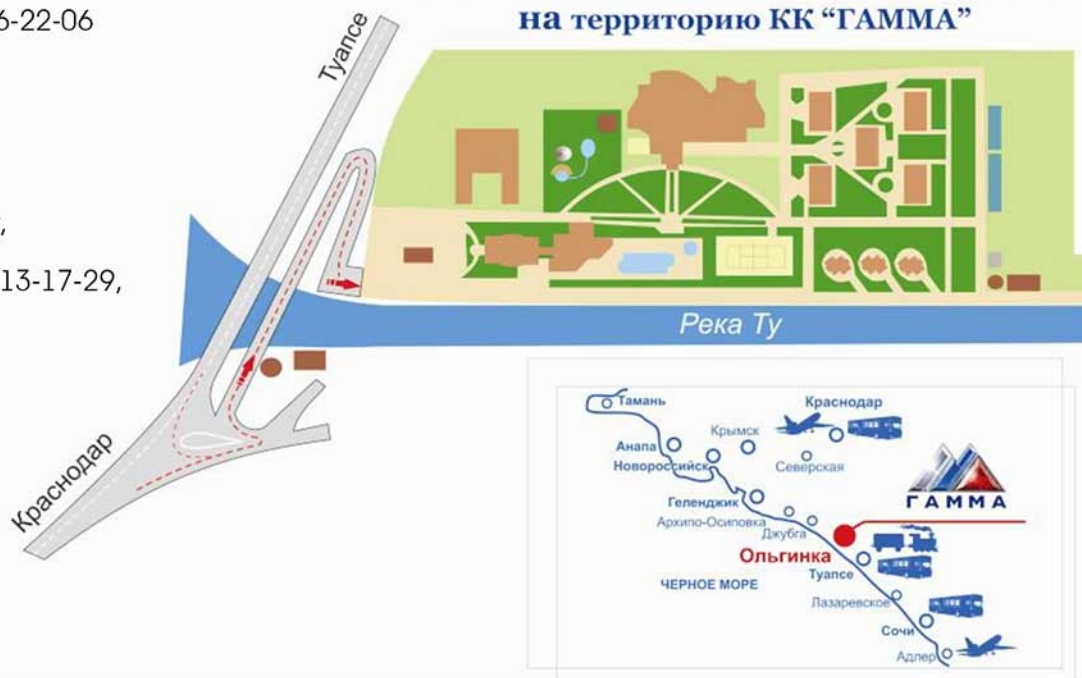 6-22-06
на территорию КК “ГАММА”
Туапсе
,
13-17-29,
Река Ту
Краснодар
Тамань
Краснодар
Крымск
Анапа
Новороссийск
Северская
ГАММА
Геленджик
Архипо-Осиповка
Джубга
Ольгинка
Туапсе
ЧЕРНОЕ МОРЕ
Лазаревское
Сочи
Адлер